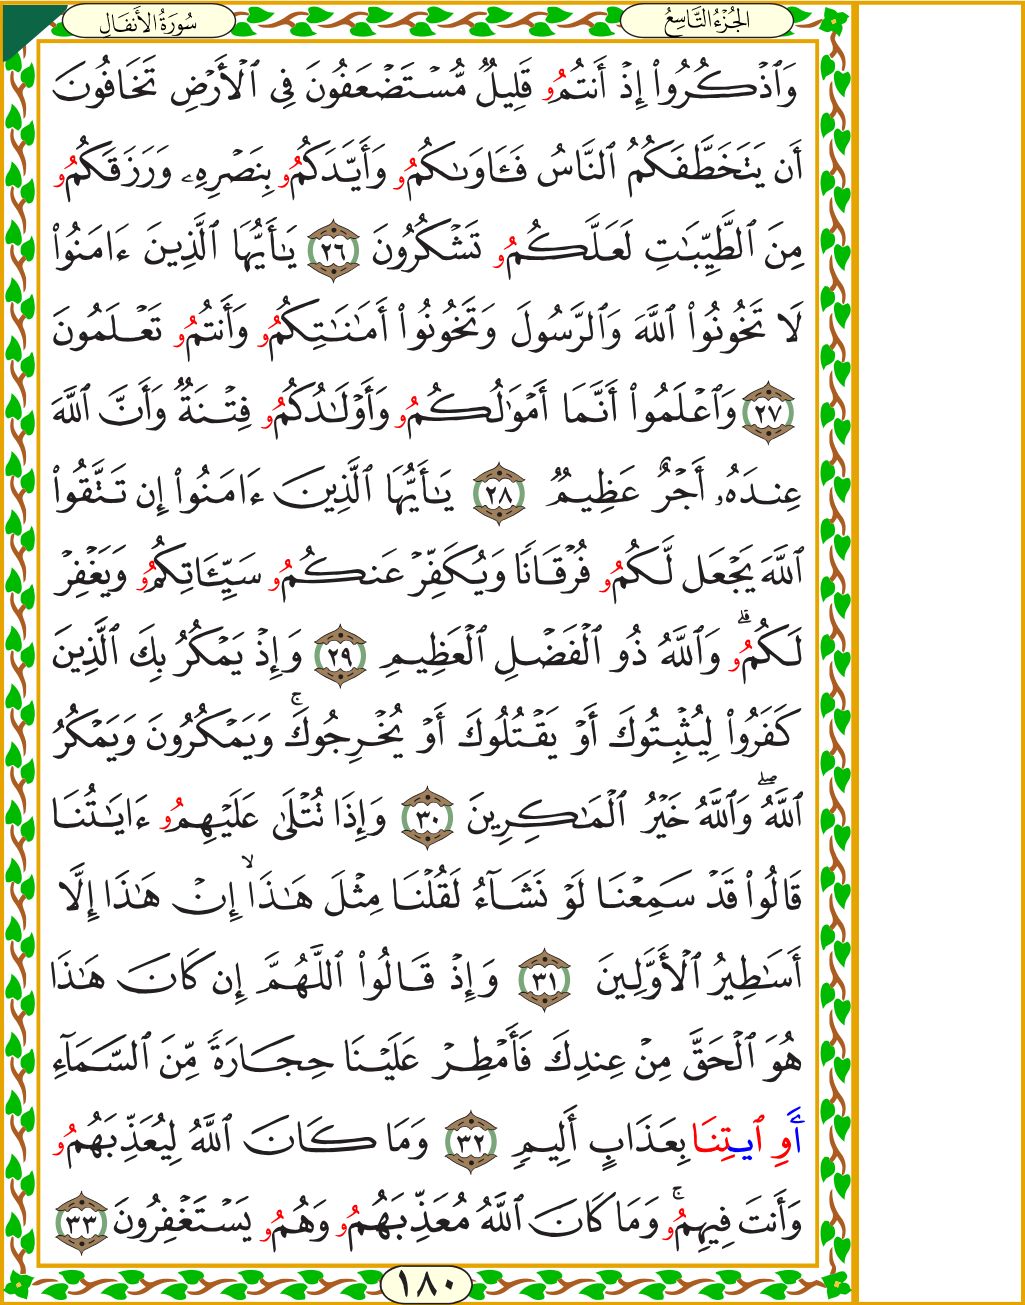 سُورَةُ الأَنفَالِ
الجُزْءُ التَّاسِعُ
وَٱذۡكُرُوٓاْ إِذۡ أَنتُمُۥ قَلِيلٞ مُّسۡتَضۡعَفُونَ فِي ٱلۡأَرۡضِ تَخَافُونَ
أَن يَتَخَطَّفَكُمُ ٱلنَّاسُ فَـَٔاوَىٰكُمُۥ وَأَيَّدَكُمُۥ بِنَصۡرِهِۦ وَرَزَقَكُمُۥ
مِنَ ٱلطَّيِّبَٰتِ لَعَلَّكُمُۥ تَشۡكُرُونَ ٢٦ يَٰٓأَيُّهَا ٱلَّذِينَ ءَامَنُواْ
لَا تَخُونُواْ ٱللَّهَ وَٱلرَّسُولَ وَتَخُونُوٓاْ أَمَٰنَٰتِكُمُۥ وَأَنتُمُۥ تَعۡلَمُونَ
٢٧ وَٱعۡلَمُوٓاْ أَنَّمَآ أَمۡوَٰلُكُمُۥ وَأَوۡلَٰدُكُمُۥ فِتۡنَةٞ وَأَنَّ ٱللَّهَ
عِندَهُۥٓ أَجۡرٌ عَظِيمٞ ٢٨ يَٰٓأَيُّهَا ٱلَّذِينَ ءَامَنُوٓاْ إِن تَتَّقُواْ
ٱللَّهَ يَجۡعَل لَّكُمُۥ فُرۡقَانٗا وَيُكَفِّرۡ عَنكُمُۥ سَيِّـَٔاتِكُمُۥ وَيَغۡفِرۡ
لَكُمُۥۗ وَٱللَّهُ ذُو ٱلۡفَضۡلِ ٱلۡعَظِيمِ ٢٩ وَإِذۡ يَمۡكُرُ بِكَ ٱلَّذِينَ
كَفَرُواْ لِيُثۡبِتُوكَ أَوۡ يَقۡتُلُوكَ أَوۡ يُخۡرِجُوكَۚ وَيَمۡكُرُونَ وَيَمۡكُرُ
ٱللَّهُۖ وَٱللَّهُ خَيۡرُ ٱلۡمَٰكِرِينَ ٣٠ وَإِذَا تُتۡلَىٰ عَلَيۡهِمُۥٓ ءَايَٰتُنَا
قَالُواْ قَدۡ سَمِعۡنَا لَوۡ نَشَآءُ لَقُلۡنَا مِثۡلَ هَٰذَآۙ إِنۡ هَٰذَآ إِلَّآ
أَسَٰطِيرُ ٱلۡأَوَّلِينَ ٣١ وَإِذۡ قَالُواْ ٱللَّهُمَّ إِن كَانَ هَٰذَا
هُوَ ٱلۡحَقَّ مِنۡ عِندِكَ فَأَمۡطِرۡ عَلَيۡنَا حِجَارَةٗ مِّنَ ٱلسَّمَآءِ
أَوِ ٱيۡتِنَا بِعَذَابٍ أَلِيمٖ ٣٢ وَمَا كَانَ ٱللَّهُ لِيُعَذِّبَهُمُۥ
وَأَنتَ فِيهِمُۥۚ وَمَا كَانَ ٱللَّهُ مُعَذِّبَهُمُۥ وَهُمُۥ يَسۡتَغۡفِرُونَ ٣٣
١٨٠